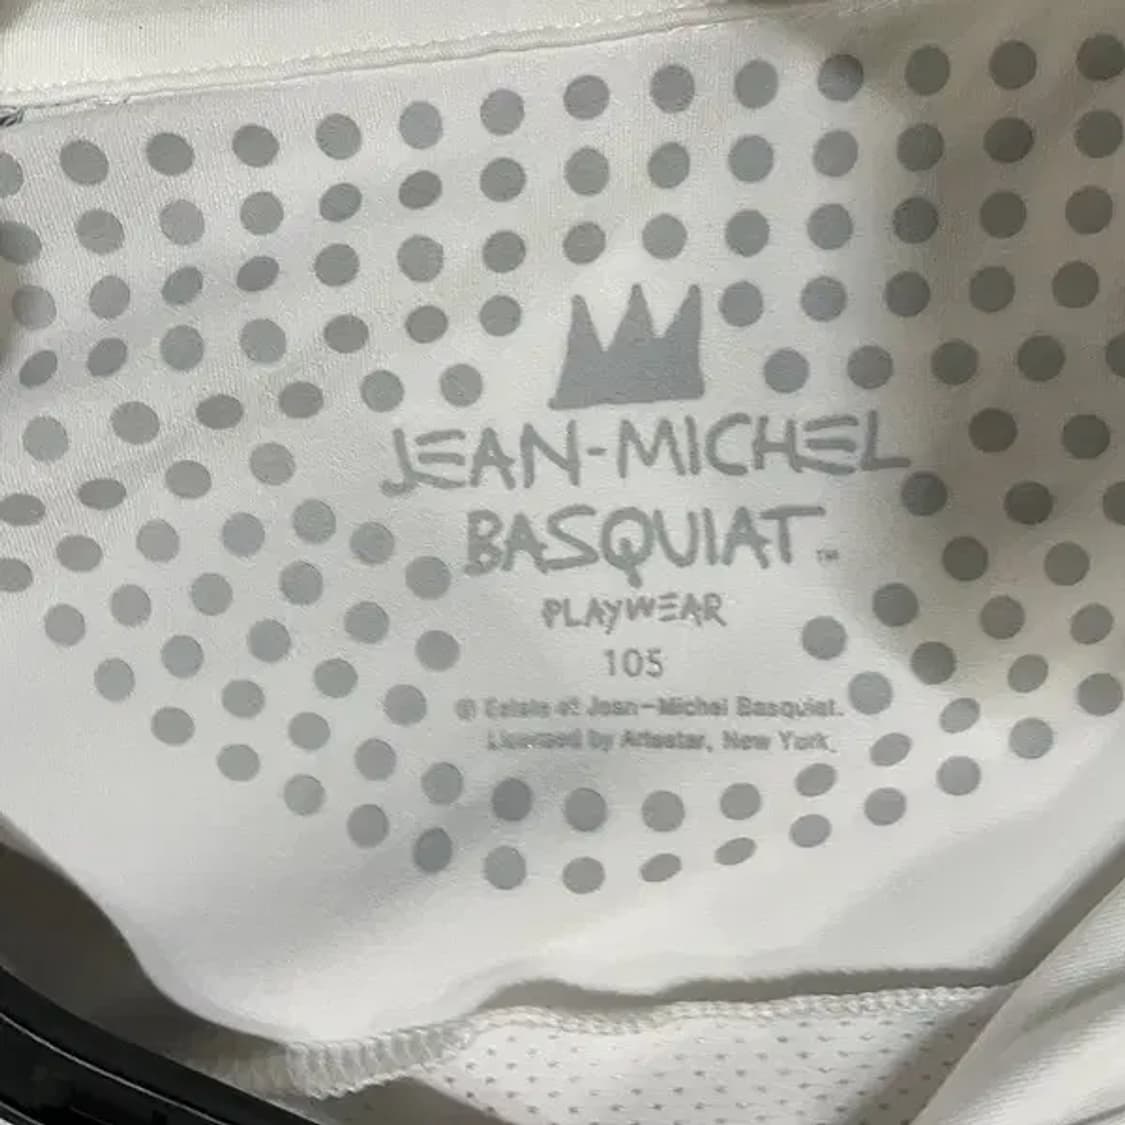 JEAN-MICHEL
BASQUIAT™
PLAYWEAR
105
© Estate of Jean-Michel Basquiat.
Licensed by Artestar, New York.